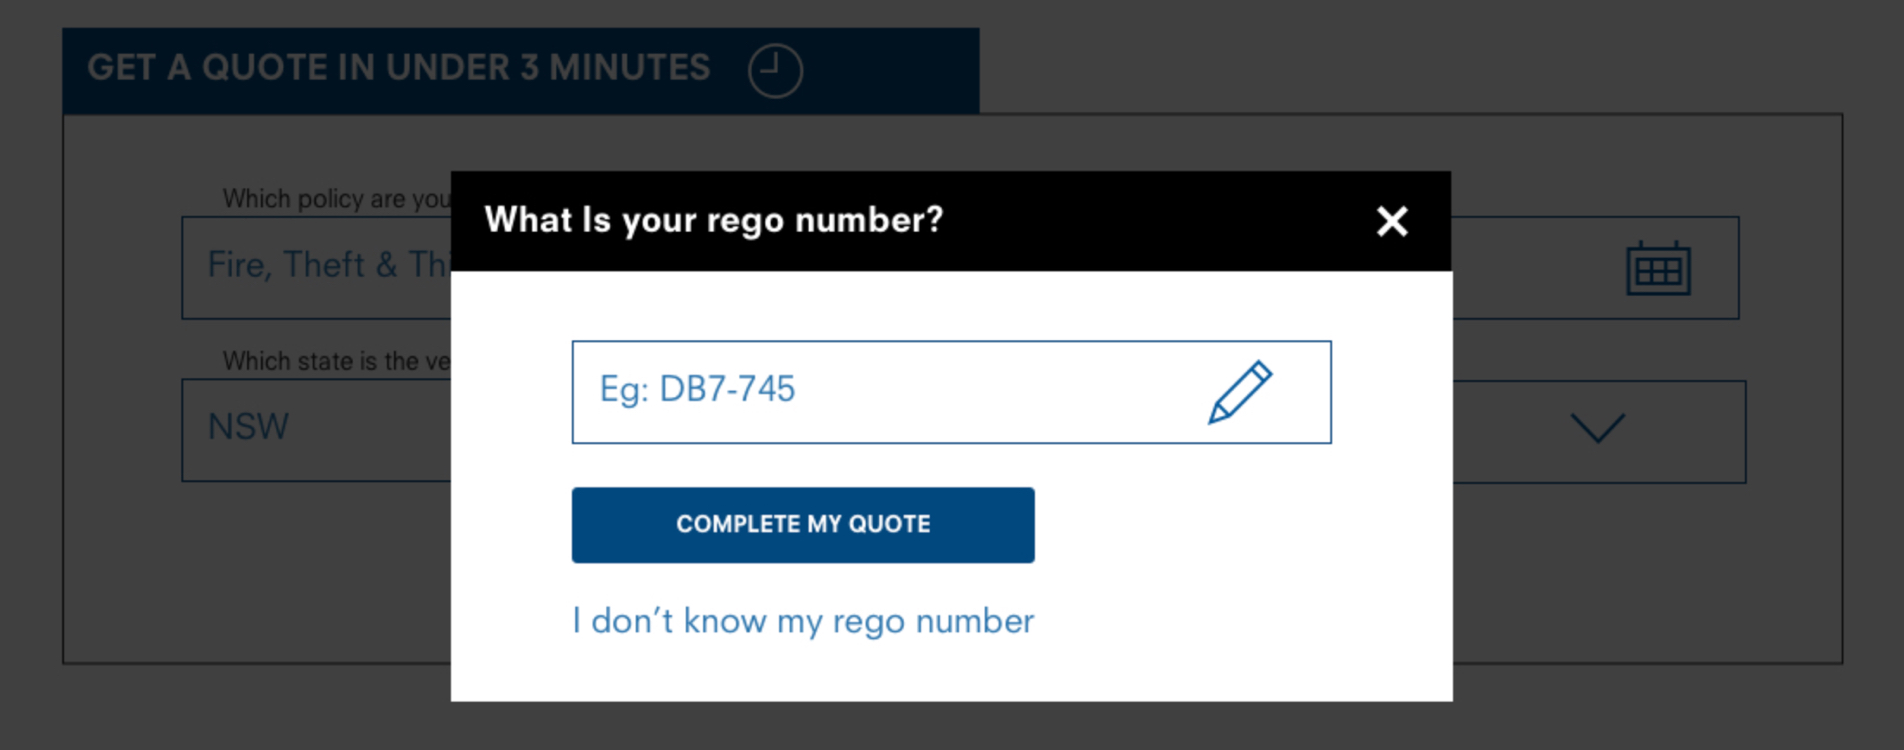 GET A QUOTE IN UNDER 3 MINUTES
Which policy are you
Fire, Theft & Thi
What Is your rego number?
Eg: DB7-745
COMPLETE MY QUOTE
I don’t know my rego number
Which state is the ve
NSW